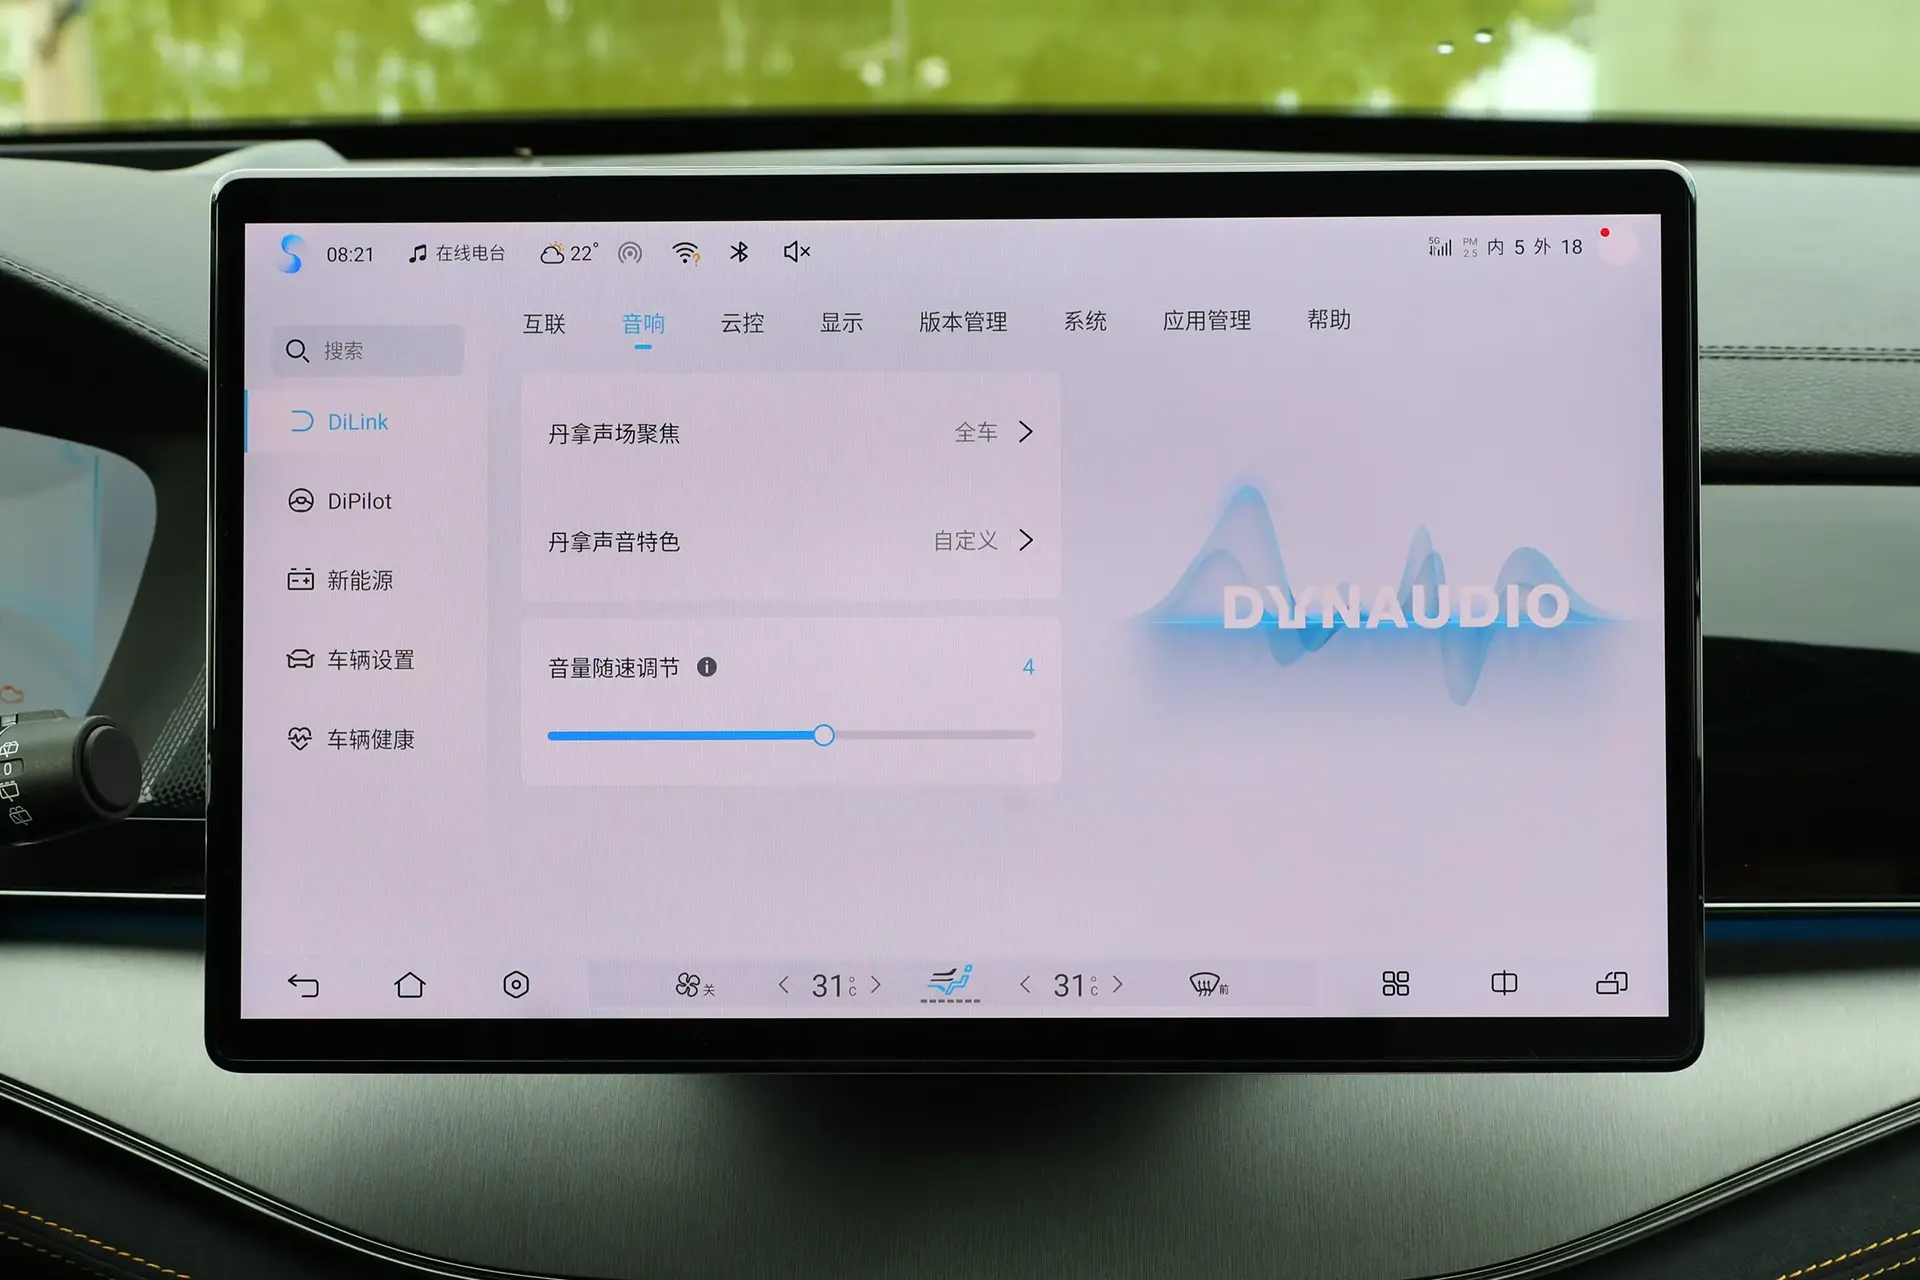 08:21 在线电台 22° 5G PM 2.5 内 5 外 18
互联 音响 云控 显示 版本管理 系统 应用管理 帮助
搜索
DiLink
DiPilot
新能源
车辆设置
车辆健康
丹拿声场聚焦 全车
丹拿声音特色 自定义
音量随速调节 4
DYNAUDIO
关 31°C 31°C 前
0